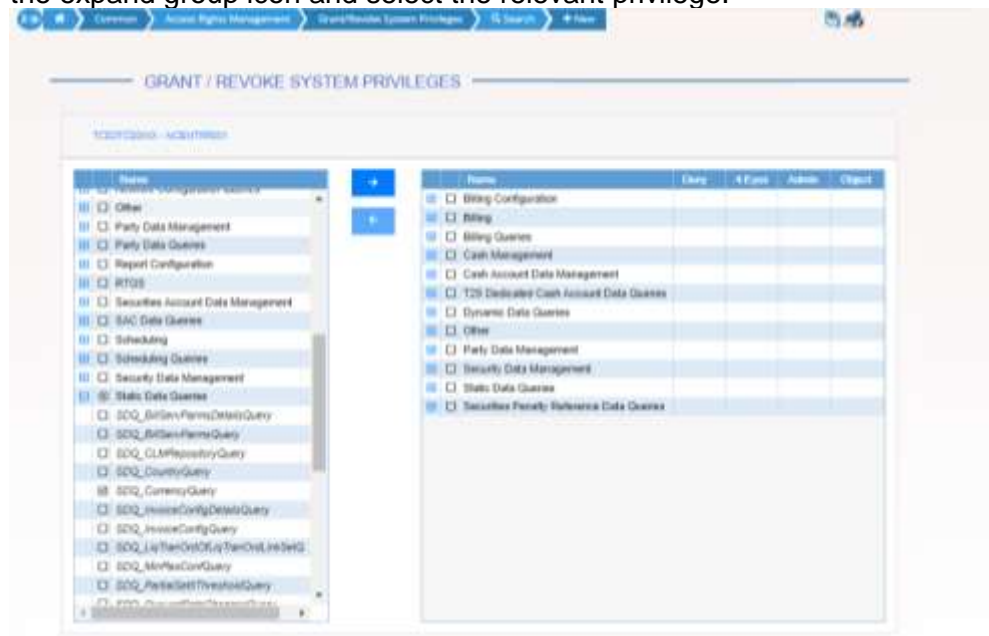 the expand group icon and select the relevant privilege.
Common Access Rights Management Grant/Revoke System Privileges Search New
GRANT / REVOKE SYSTEM PRIVILEGES
Name
Other
Party Data Management
Party Data Queries
Report Configuration
RTGS
Securities Account Data Management
SAC Data Queries
Scheduling
Scheduling Queries
Security Data Management
Static Data Queries
SDQ_BillServParmsDetailsQuery
SDQ_BillServParmsQuery
SDQ_CLMRepositoryQuery
SDQ_CountryQuery
SDQ_CurrencyQuery
SDQ_InvoiceConfigDetailsQuery
SDQ_InvoiceConfigQuery
SDQ_MinResConfQuery
SDQ_PartialSettlThresholdQuery
Name Deny 4 Eyes Admin Object
Billing Configuration
Billing
Billing Queries
Cash Management
Cash Account Data Management
T2S Dedicated Cash Account Data Queries
Dynamic Data Queries
Other
Party Data Management
Security Data Management
Static Data Queries
Securities Penalty Reference Data Queries